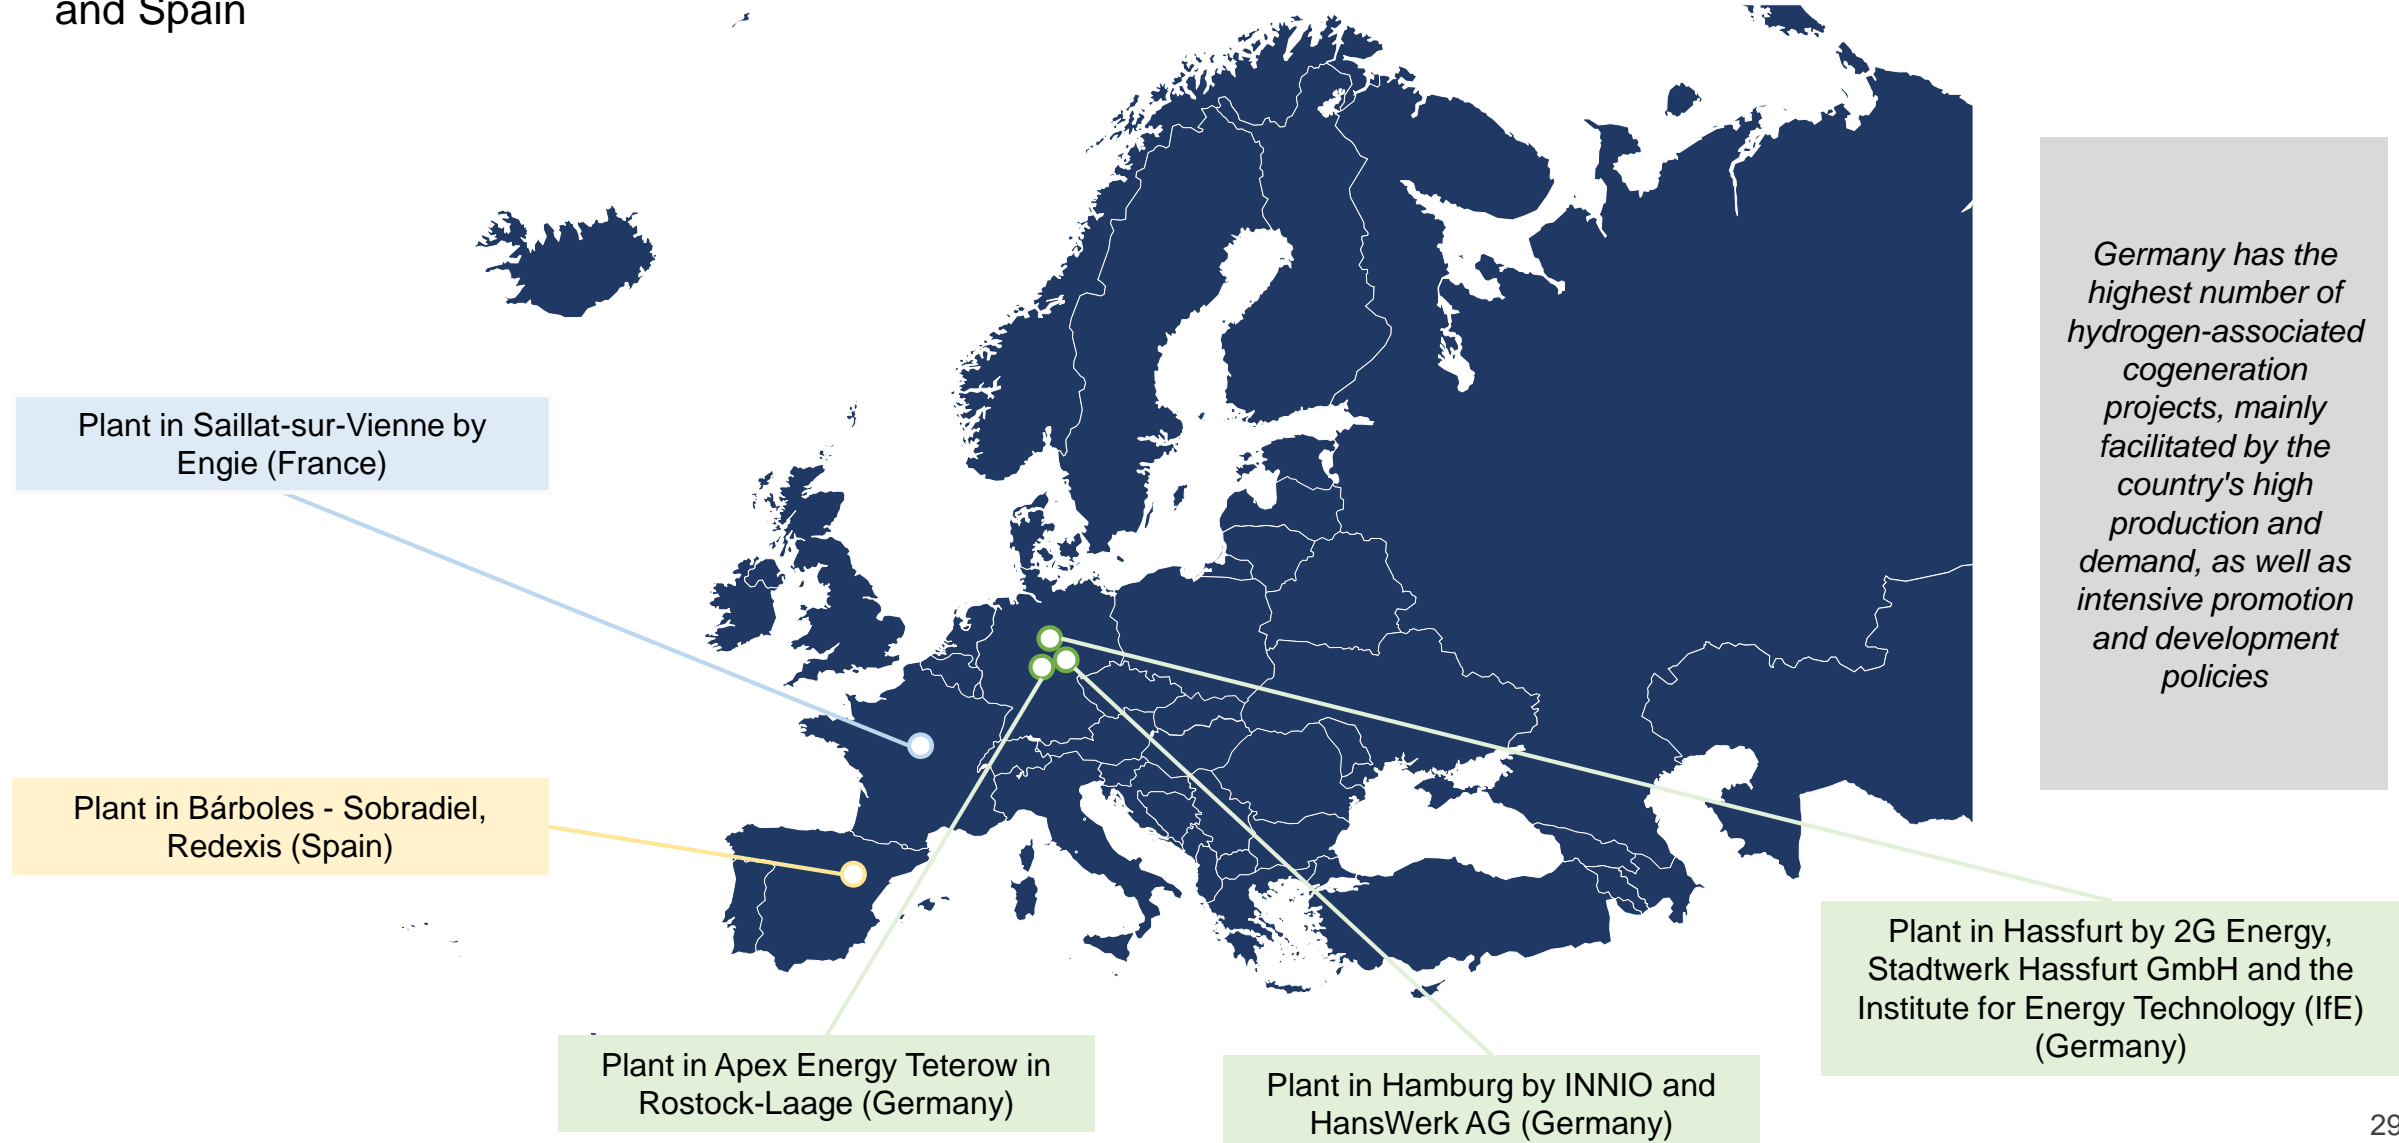 and Spain
Germany has the
highest number of
hydrogen-associated
cogeneration
projects, mainly
facilitated by the
country's high
production and
demand, as well as
intensive promotion
and development
policies
Plant in Saillat-sur-Vienne by
Engie (France)
Plant in Bárboles - Sobradiel,
Redexis (Spain)
Plant in Apex Energy Teterow in
Rostock-Laage (Germany)
Plant in Hamburg by INNIO and
HansWerk AG (Germany)
Plant in Hassfurt by 2G Energy,
Stadtwerk Hassfurt GmbH and the
Institute for Energy Technology (IfE)
(Germany)
29